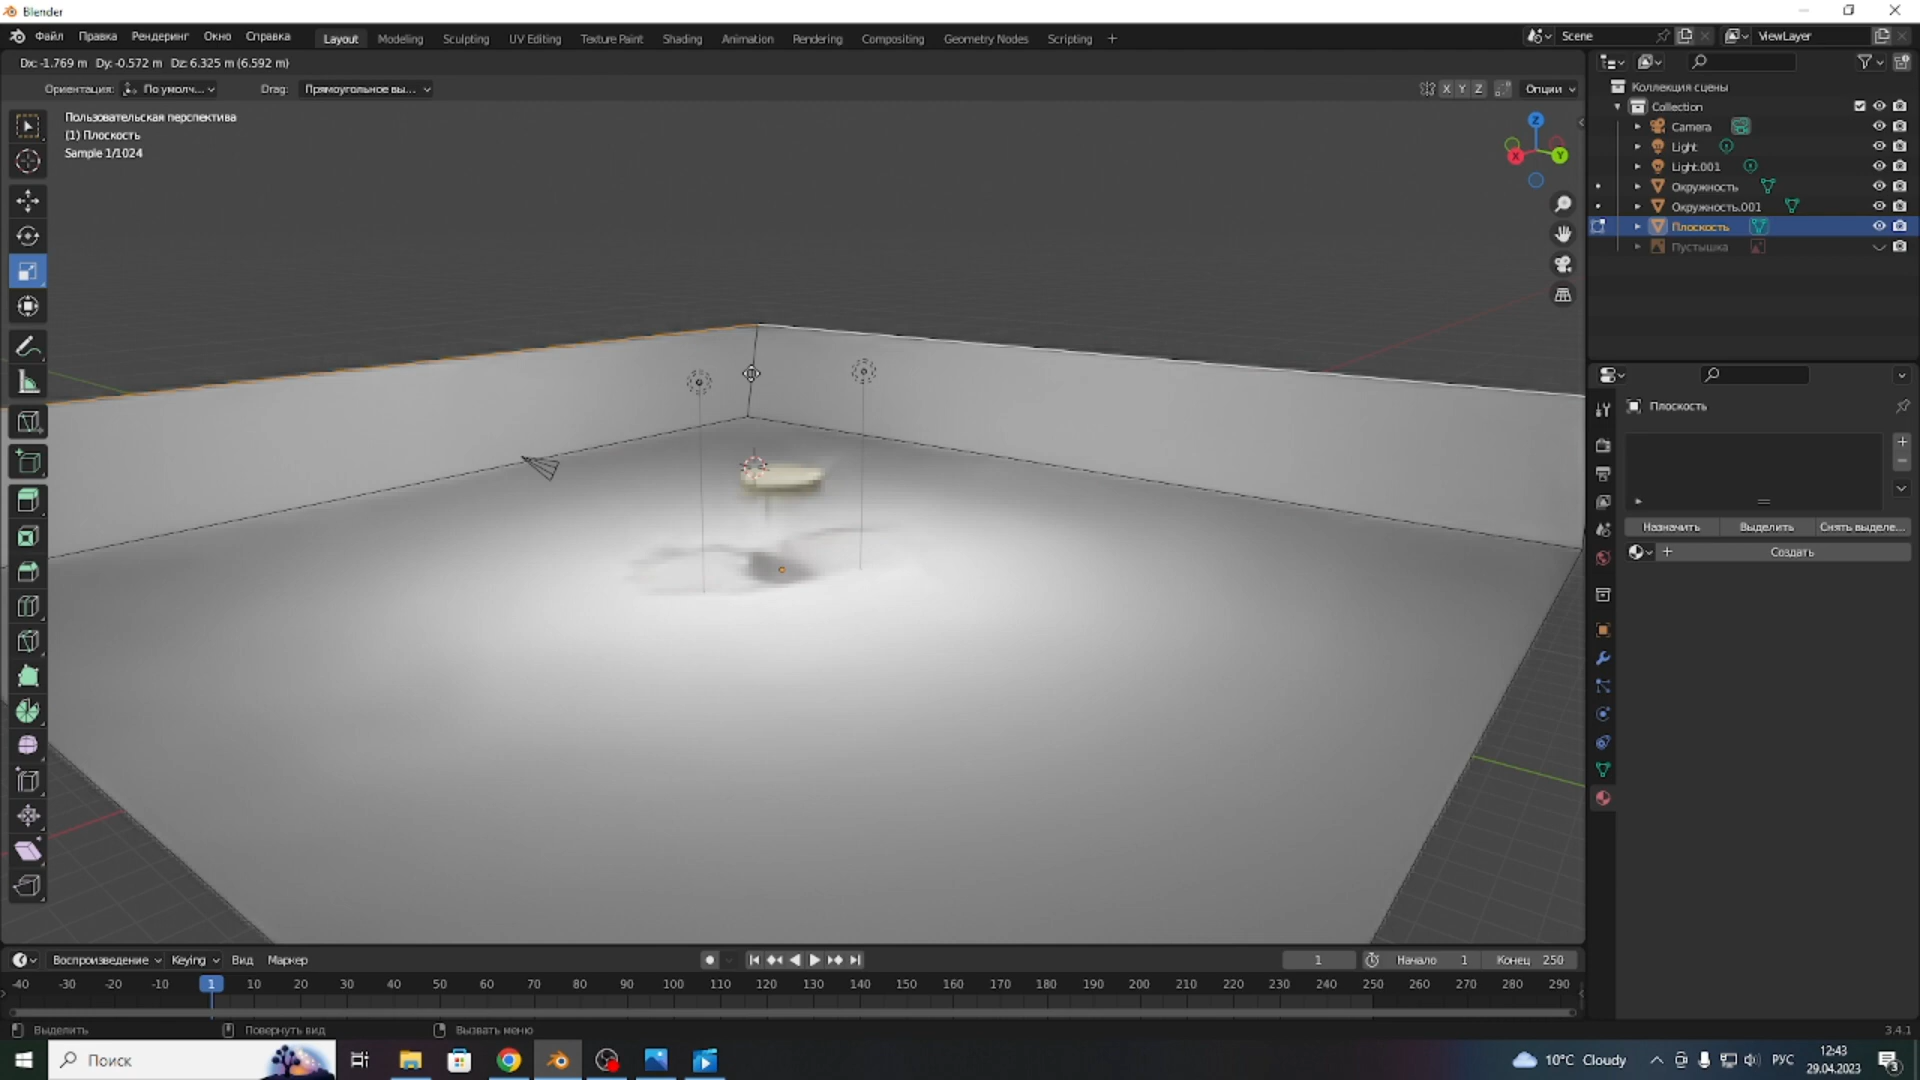 Blender
Файл Правка Рендеринг Окно Справка Layout Modeling Sculpting UV Editing Texture Paint Shading Animation Rendering Compositing Geometry Nodes Scripting + Scene ViewLayer
Dx: -1.769 m Dy: -0.572 m Dz: 6.325 m (6.592 m)
Ориентация: По умолч... Drag: Прямоугольное вы... X Y Z Опции
Пользовательская перспектива
(1) Плоскость
Sample 1/1024
Z
X
Y
Коллекция сцены
Collection
Camera
Light
Light.001
Окружность
Окружность.001
Плоскость
Пустышка
Плоскость
Назначить Выделить Снять выделе...
Создать
Воспроизведение Keying Вид Маркер 1 Начало 1 Конец 250
-40 -30 -20 -10 1 10 20 30 40 50 60 70 80 90 100 110 120 130 140 150 160 170 180 190 200 210 220 230 240 250 260 270 280 290
Выделить Повернуть вид Вызвать меню 3.4.1
Поиск 10°C Cloudy РУС 12:43
29.04.2023 3